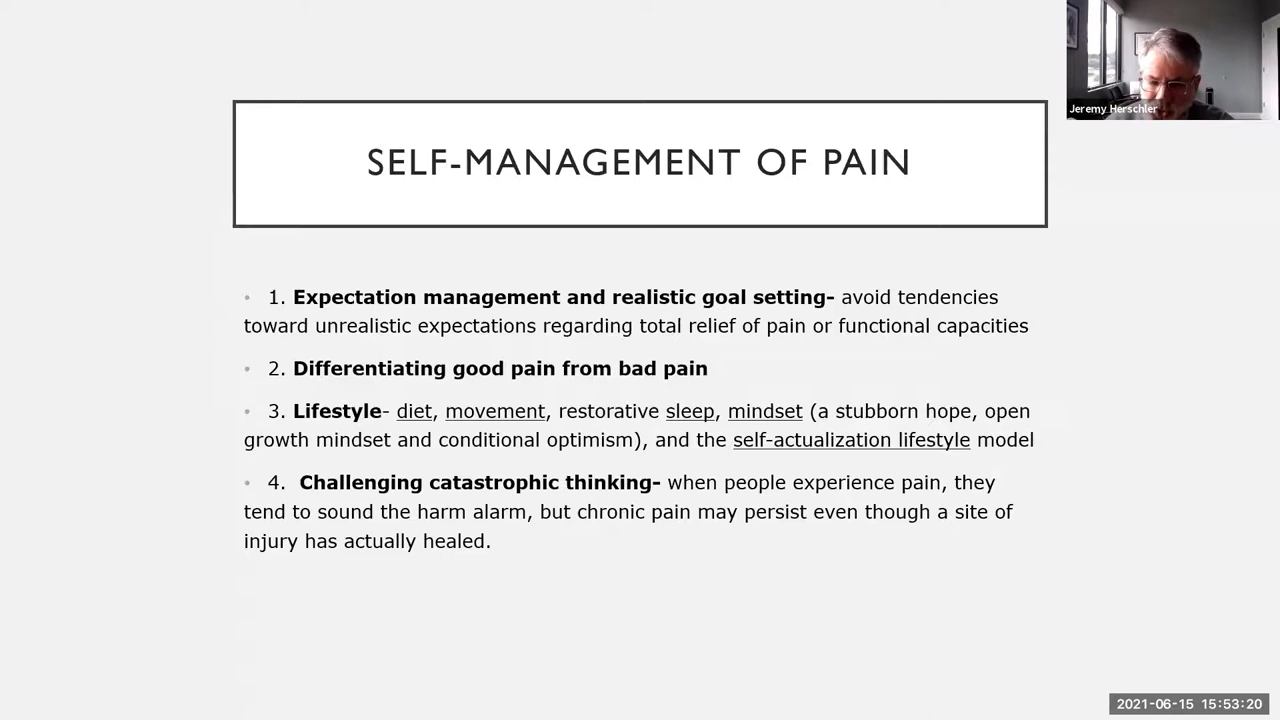 Jeremy Herschler
SELF-MANAGEMENT OF PAIN
• 1. Expectation management and realistic goal setting- avoid tendencies
toward unrealistic expectations regarding total relief of pain or functional capacities
• 2. Differentiating good pain from bad pain
• 3. Lifestyle- diet, movement, restorative sleep, mindset (a stubborn hope, open
growth mindset and conditional optimism), and the self-actualization lifestyle model
• 4. Challenging catastrophic thinking- when people experience pain, they
tend to sound the harm alarm, but chronic pain may persist even though a site of
injury has actually healed.
2021-06-15 15:53:20